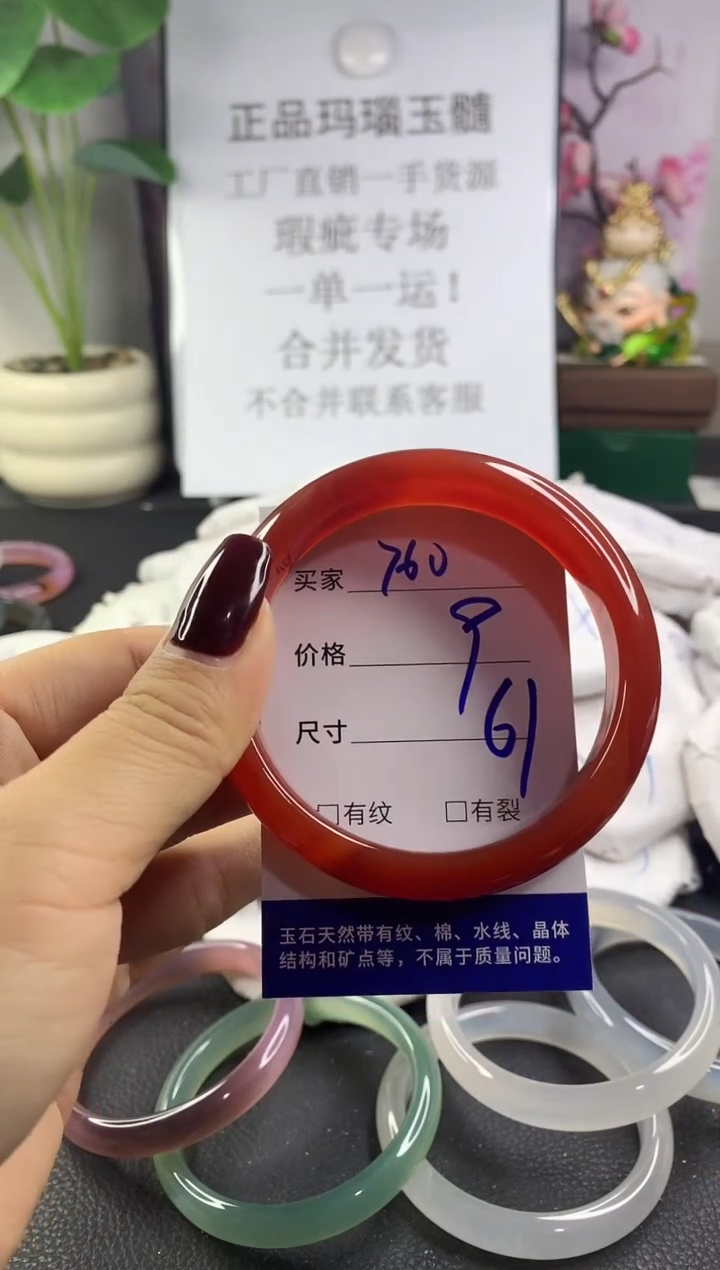 正品玛瑙玉髓
工厂直销一手货源
瑕疵专场
一单一运！
合并发货
不合并联系客服
买家 760
价格 9
尺寸 61
□有纹 □有裂
玉石天然带有纹、棉、水线、晶体
结构和矿点等，不属于质量问题。